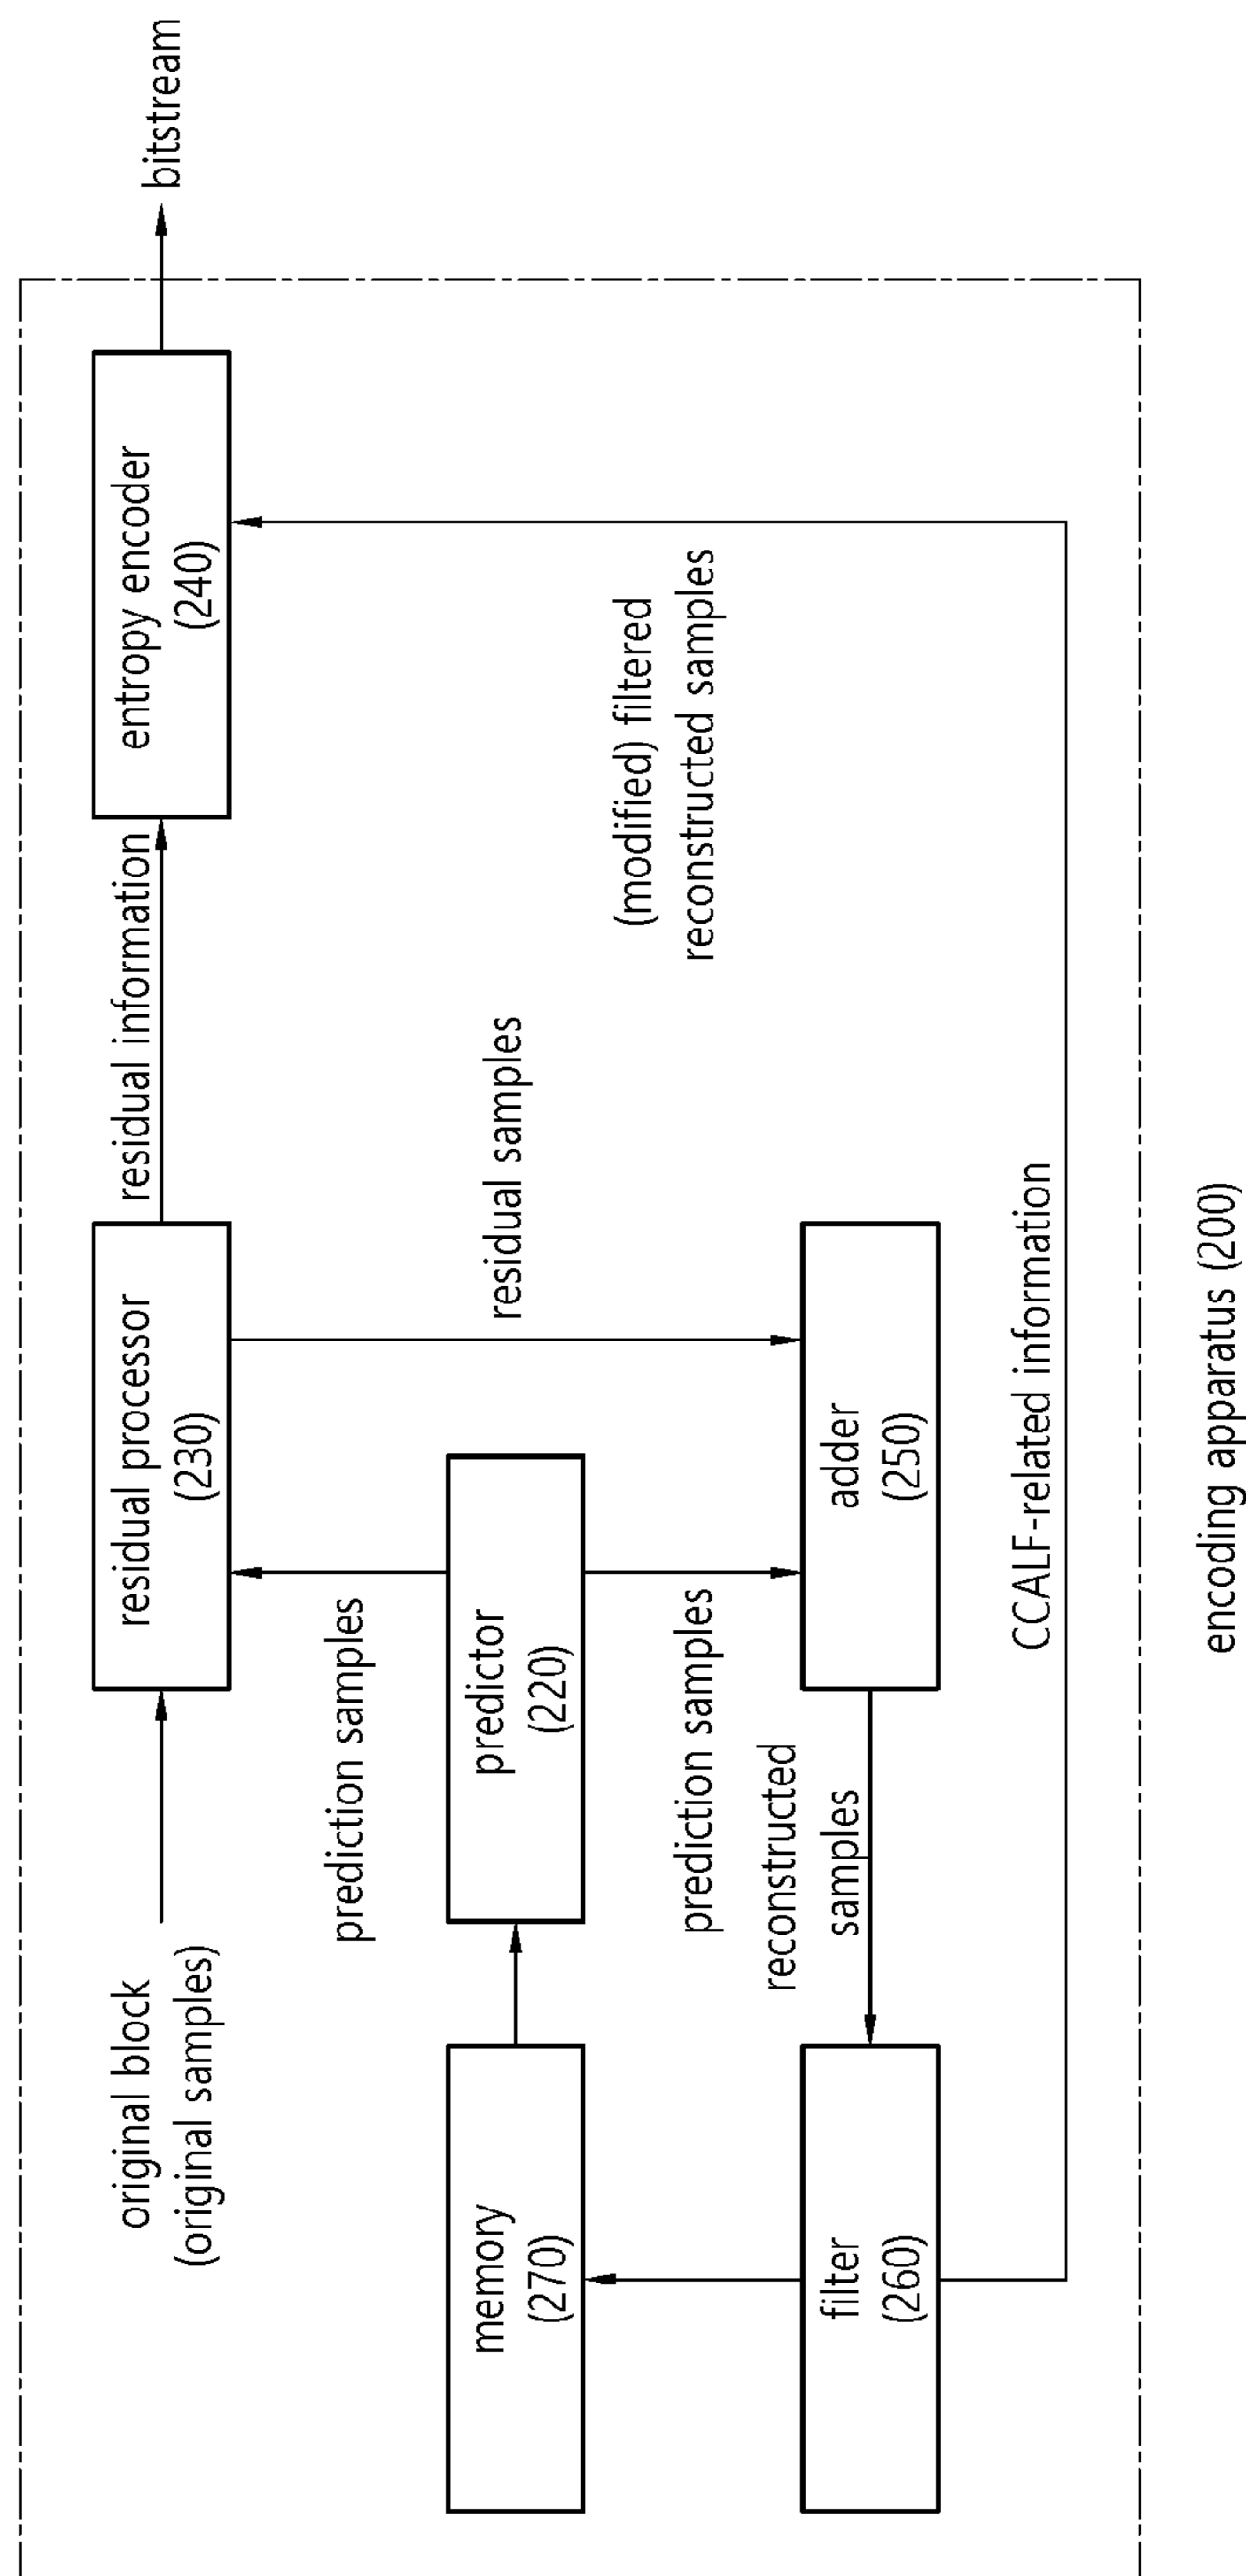 original block
(original samples)
residual processor
(230)
residual information
entropy encoder
(240)
bitstream
prediction samples
residual samples
memory
(270)
predictor
(220)
prediction samples
(modified) filtered
reconstructed samples
reconstructed
samples
filter
(260)
adder
(250)
CCALF-related information
encoding apparatus (200)